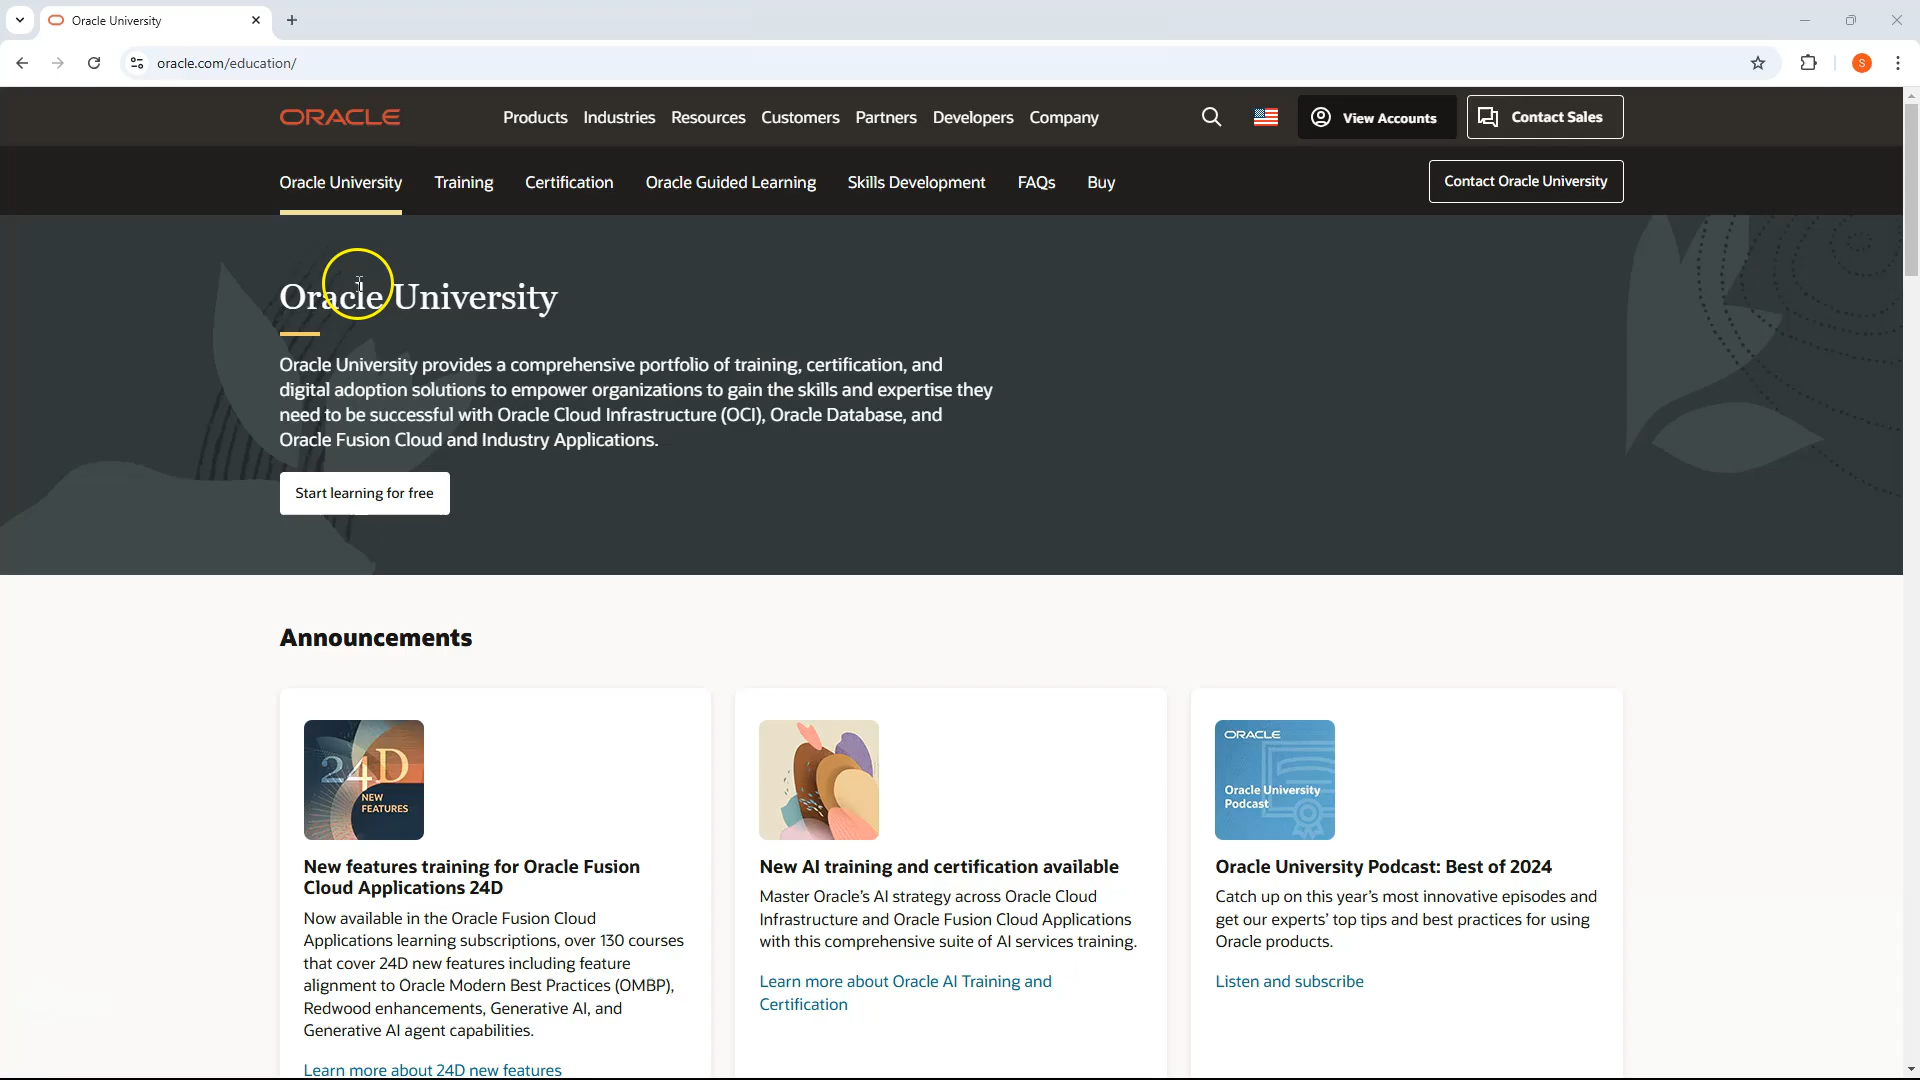 Oracle University
oracle.com/education/
S
ORACLE
Products Industries Resources Customers Partners Developers Company
View Accounts
Contact Sales
Oracle University Training Certification Oracle Guided Learning Skills Development FAQs Buy
Contact Oracle University
Oracle University
Oracle University provides a comprehensive portfolio of training, certification, and
digital adoption solutions to empower organizations to gain the skills and expertise they
need to be successful with Oracle Cloud Infrastructure (OCI), Oracle Database, and
Oracle Fusion Cloud and Industry Applications.
Start learning for free
Announcements
24D
NEW
FEATURES
New features training for Oracle Fusion
Cloud Applications 24D
Now available in the Oracle Fusion Cloud
Applications learning subscriptions, over 130 courses
that cover 24D new features including feature
alignment to Oracle Modern Best Practices (OMBP),
Redwood enhancements, Generative AI, and
Generative AI agent capabilities.
Learn more about 24D new features
New AI training and certification available
Master Oracle's AI strategy across Oracle Cloud
Infrastructure and Oracle Fusion Cloud Applications
with this comprehensive suite of AI services training.
Learn more about Oracle AI Training and
Certification
ORACLE
Oracle University
Podcast
Oracle University Podcast: Best of 2024
Catch up on this year's most innovative episodes and
get our experts' top tips and best practices for using
Oracle products.
Listen and subscribe